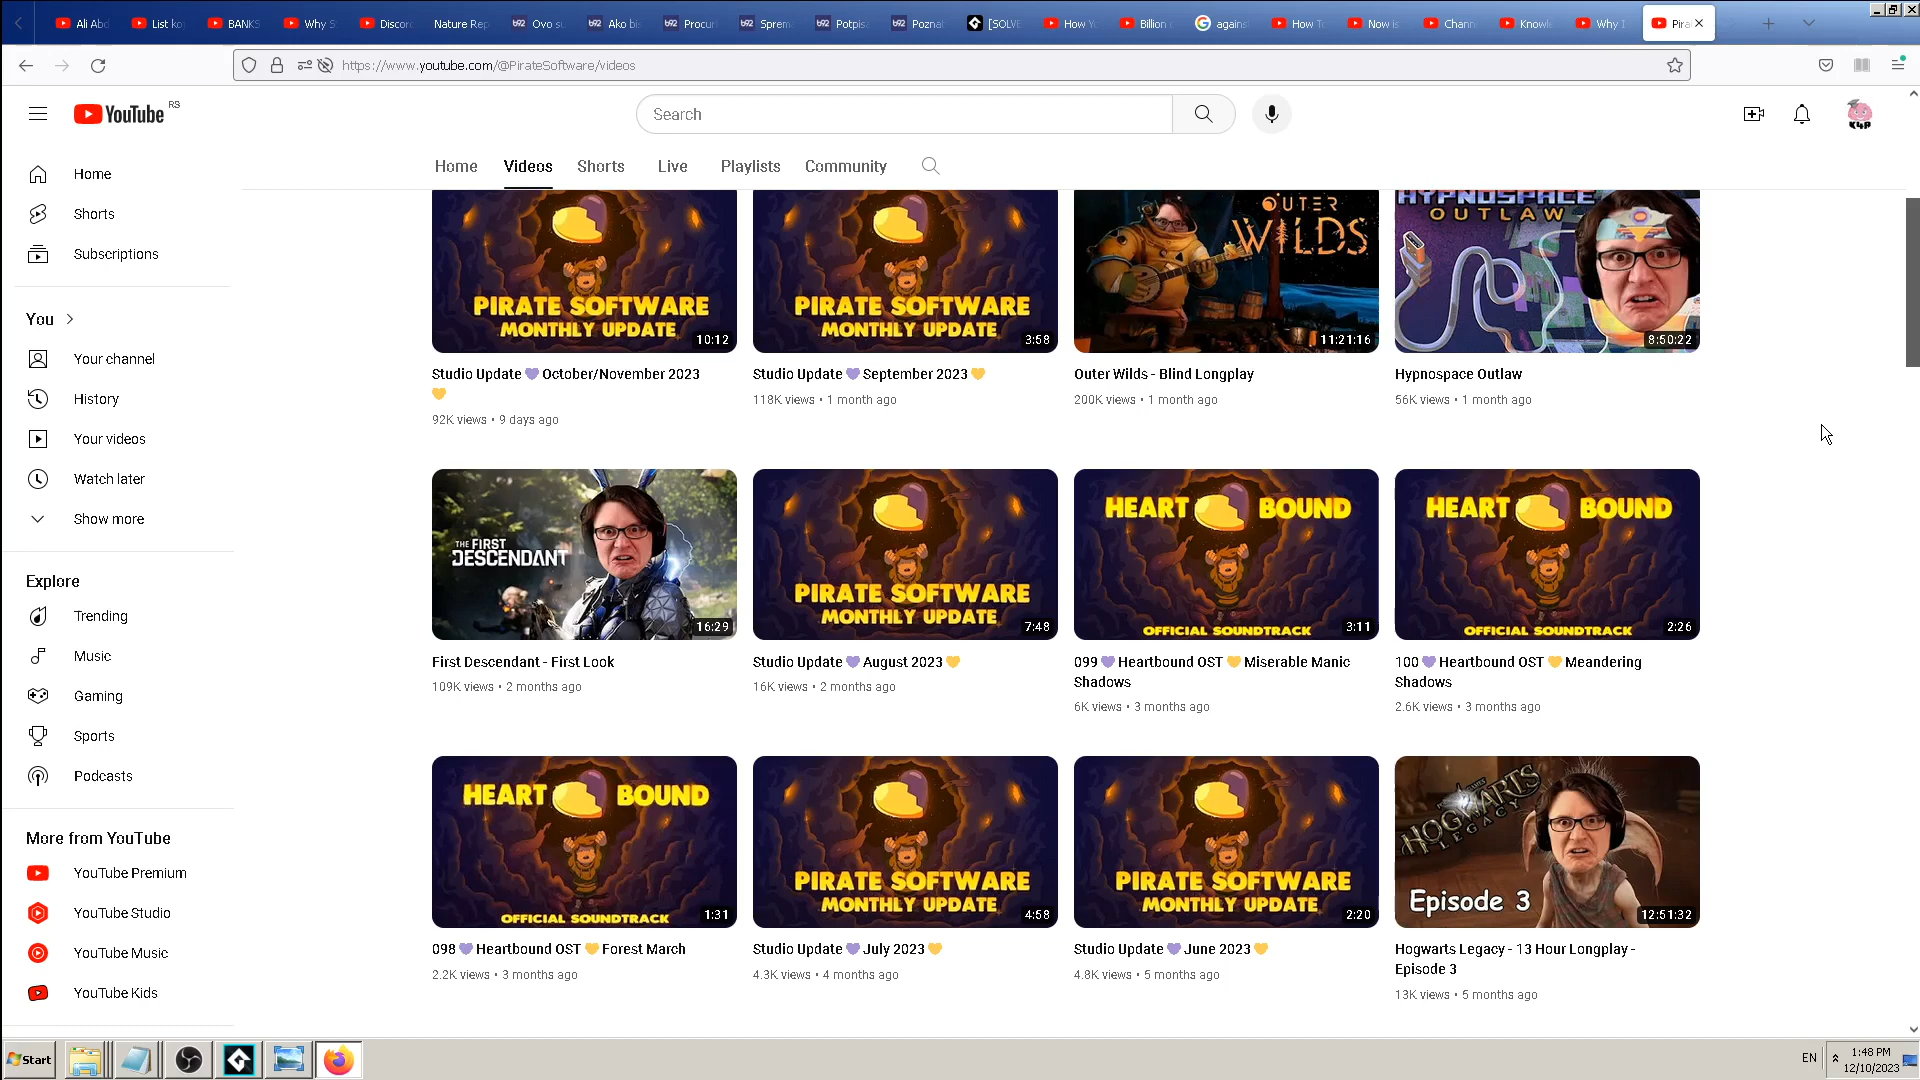 Ali Abd
List ko
BANKS
Why S
Discor
Nature Rep
Ovo su
Ako bi
Procur
Sprem
Potpis
Poznat
[SOLVE
How Y
Billion
against
How T
Now is
Chann
Knowl
Why I
Pira
https://www.youtube.com/@PirateSoftware/videos
YouTube RS
Search
Home
Videos
Shorts
Live
Playlists
Community
Home
Shorts
Subscriptions
You
Your channel
History
Your videos
Watch later
Show more
Explore
Trending
Music
Gaming
Sports
Podcasts
More from YouTube
YouTube Premium
YouTube Studio
YouTube Music
YouTube Kids
PIRATE SOFTWARE
MONTHLY UPDATE
10:12
Studio Update 💜 October/November 2023
💛
92K views • 9 days ago
PIRATE SOFTWARE
MONTHLY UPDATE
3:58
Studio Update 💜 September 2023 💛
118K views • 1 month ago
OUTER
WILDS
11:21:16
Outer Wilds - Blind Longplay
200K views • 1 month ago
HYPNOSPACE
OUTLAW
8:50:22
Hypnospace Outlaw
56K views • 1 month ago
THE FIRST
DESCENDANT
16:29
First Descendant - First Look
109K views • 2 months ago
PIRATE SOFTWARE
MONTHLY UPDATE
7:48
Studio Update 💜 August 2023 💛
16K views • 2 months ago
HEART BOUND
OFFICIAL SOUNDTRACK
3:11
099 💜 Heartbound OST 💛 Miserable Manic
Shadows
6K views • 3 months ago
HEART BOUND
OFFICIAL SOUNDTRACK
2:26
100 💜 Heartbound OST 💛 Meandering
Shadows
2.6K views • 3 months ago
HEART BOUND
OFFICIAL SOUNDTRACK
1:31
098 💜 Heartbound OST 💛 Forest March
2.2K views • 3 months ago
PIRATE SOFTWARE
MONTHLY UPDATE
4:58
Studio Update 💜 July 2023 💛
4.3K views • 4 months ago
PIRATE SOFTWARE
MONTHLY UPDATE
2:20
Studio Update 💜 June 2023 💛
4.8K views • 5 months ago
HOGWARTS
LEGACY
Episode 3
12:51:32
Hogwarts Legacy - 13 Hour Longplay -
Episode 3
13K views • 5 months ago
Start
EN
1:48 PM
12/10/2023